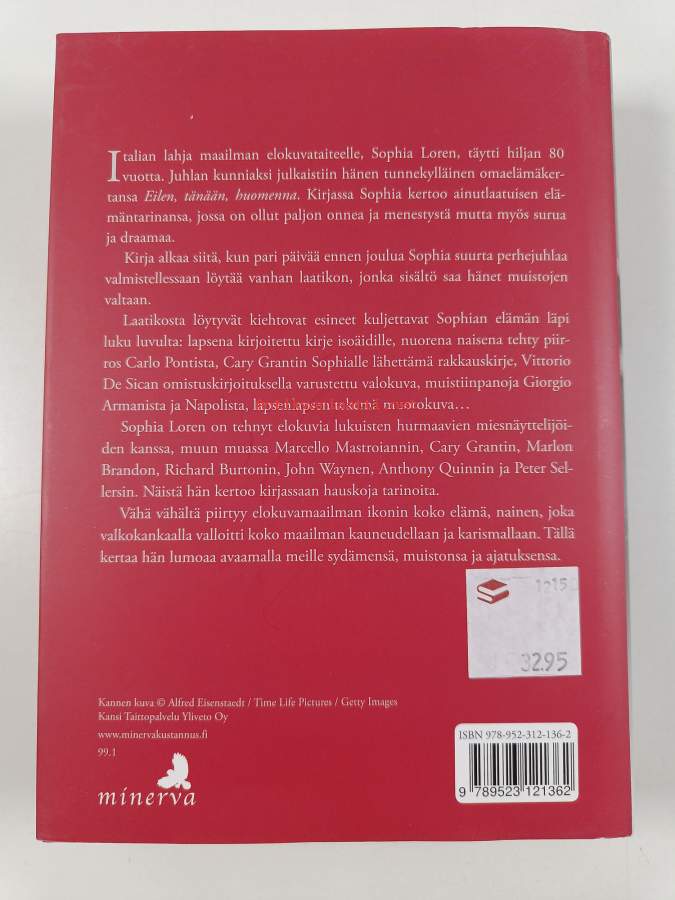 Italian lahja maailman elokuvataiteelle, Sophia Loren, täytti hiljan 80
vuotta. Juhlan kunniaksi julkaistiin hänen tunnekylläinen omaelämäker-
tansa Eilen, tänään, huomenna. Kirjassa Sophia kertoo ainutlaatuisen elä-
mäntarinansa, jossa on ollut paljon onnea ja menestystä mutta myös surua
ja draamaa.
Kirja alkaa siitä, kun pari päivää ennen joulua Sophia suurta perhejuhlaa
valmistellessaan löytää vanhan laatikon, jonka sisältö saa hänet muistojen
valtaan.
Laatikosta löytyvät kiehtovat esineet kuljettavat Sophian elämän läpi
luku luvulta: lapsena kirjoitettu kirje isoäidille, nuorena naisena tehty piir-
ros Carlo Pontista, Cary Grantin Sophialle lähettämä rakkauskirje, Vittorio
De Sican omistuskirjoituksella varustettu valokuva, muistiinpanoja Giorgio
Armanista ja Napolista, lapsenlapsen tekemä muotokuva…
Sophia Loren on tehnyt elokuvia lukuisten hurmaavien miesnäyttelijöi-
den kanssa, muun muassa Marcello Mastroiannin, Cary Grantin, Marlon
Brandon, Richard Burtonin, John Waynen, Anthony Quinnin ja Peter Sel-
lersin. Näistä hän kertoo kirjassaan hauskoja tarinoita.
Vähä vähältä piirtyy elokuvamaailman ikonin koko elämä, nainen, joka
valkokankaalla valloitti koko maailman kauneudellaan ja karismallaan. Tällä
kertaa hän lumoaa avaamalla meille sydämensä, muistonsa ja ajatuksensa.
32.95
Kannen kuva © Alfred Eisenstaedt / Time Life Pictures / Getty Images
Kansi Taittopalvelu Yliveto Oy
www.minervakustannus.fi
99.1
minerva
ISBN 978-952-312-136-2
9 789523 121362